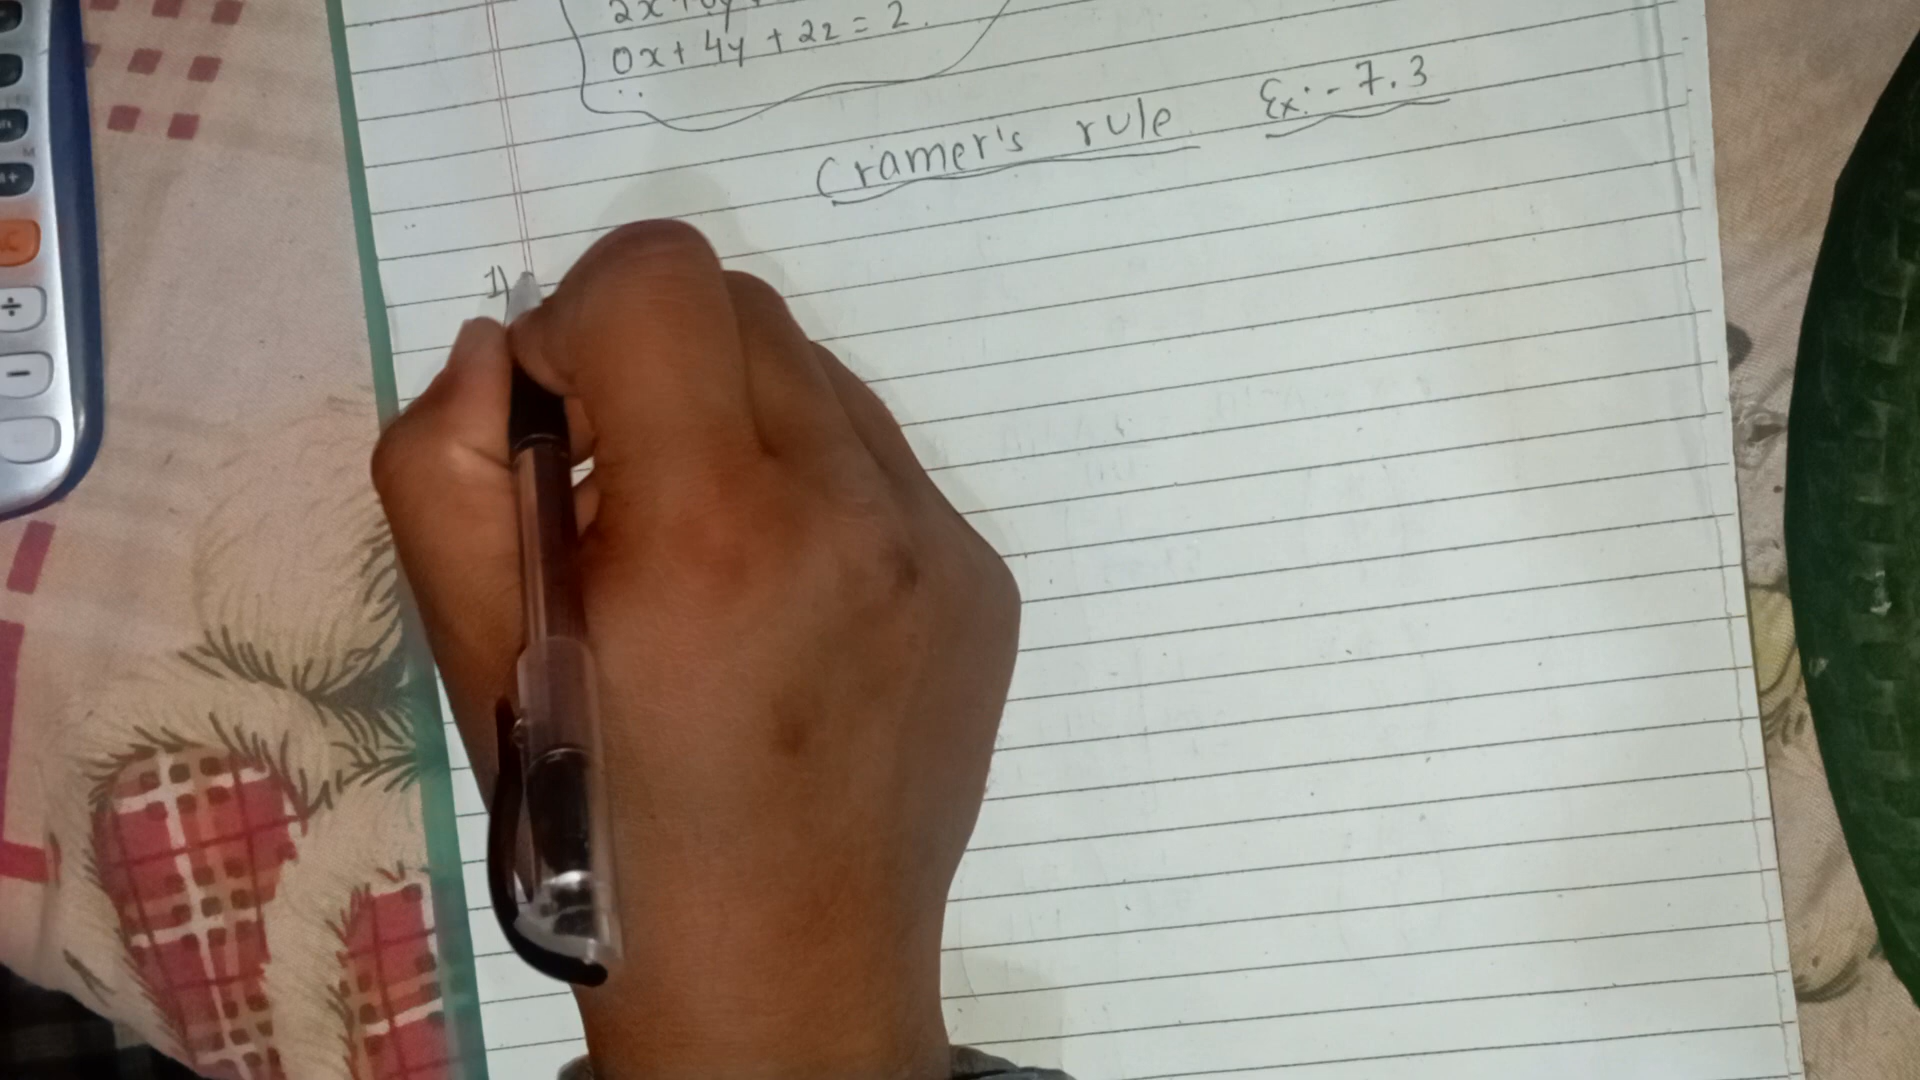 0x + 4y + 2z = 2.
Cramer's rule Ex:- 7.3
1)
÷
-